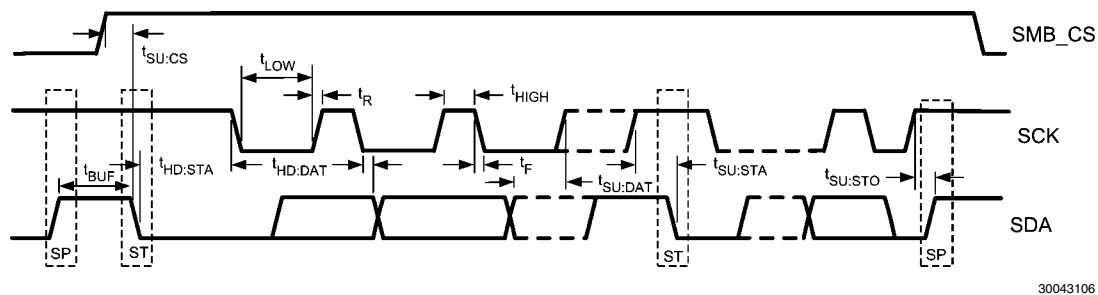 SMB_CS
tSU:CS
tLOW
tR
tHIGH
SCK
tHD:STA
tHD:DAT
tF
tSU:DAT
tSU:STA
tSU:STO
tBUF
SDA
SP
ST
ST
SP
30043106